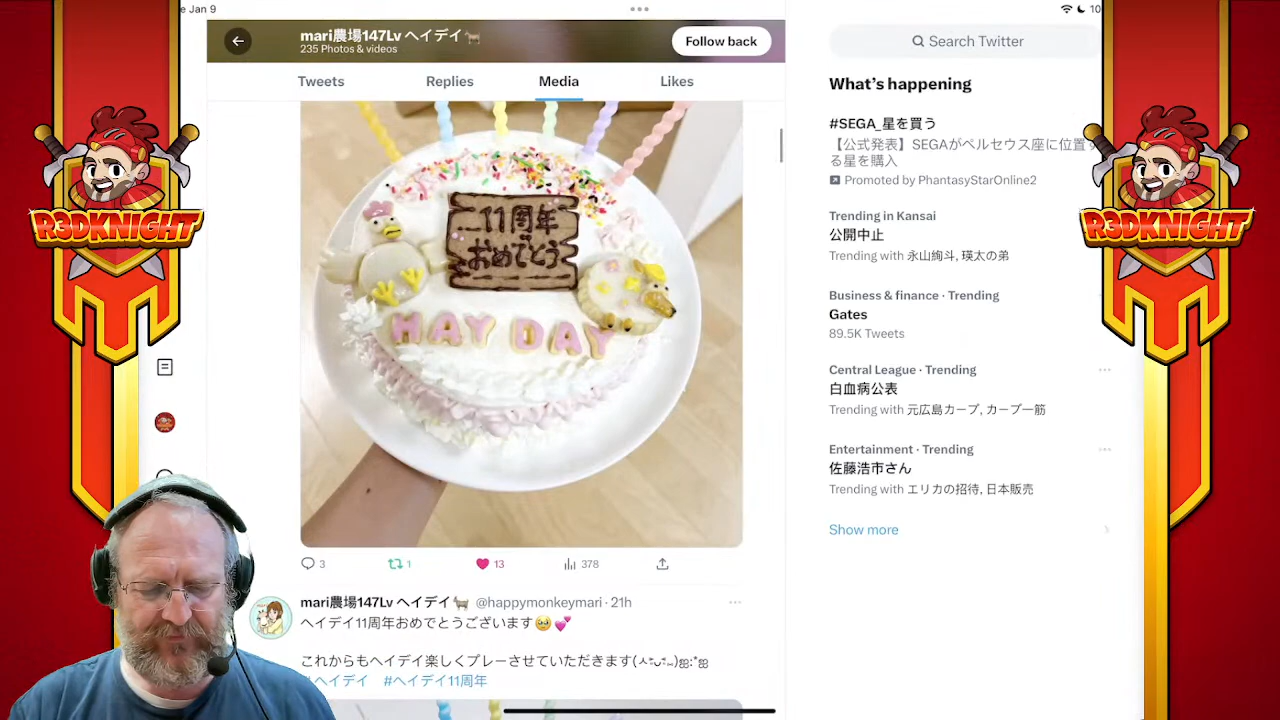 e Jan 9
10
mari農場147Lv ヘイデイ
235 Photos & videos
Follow back
Search Twitter
Tweets
Replies
Media
Likes
11周年
おめでとう
HAY DAY
3
1
13
378
mari農場147Lv ヘイデイ @happymonkeymari · 21h
ヘイデイ11周年おめでとうございます
これからもヘイデイ楽しくプレーさせていただきます
ヘイデイ #ヘイデイ11周年
What's happening
#SEGA_星を買う
【公式発表】SEGAがペルセウス座に位置す
る星を購入
Promoted by PhantasyStarOnline2
Trending in Kansai
公開中止
Trending with 永山絢斗, 瑛太の弟
Business & finance · Trending
Gates
89.5K Tweets
Central League · Trending
白血病公表
Trending with 元広島カープ, カープ一筋
Entertainment · Trending
佐藤浩市さん
Trending with エリカの招待, 日本販売
Show more
R3DKNIGHT
R3DKNIGHT